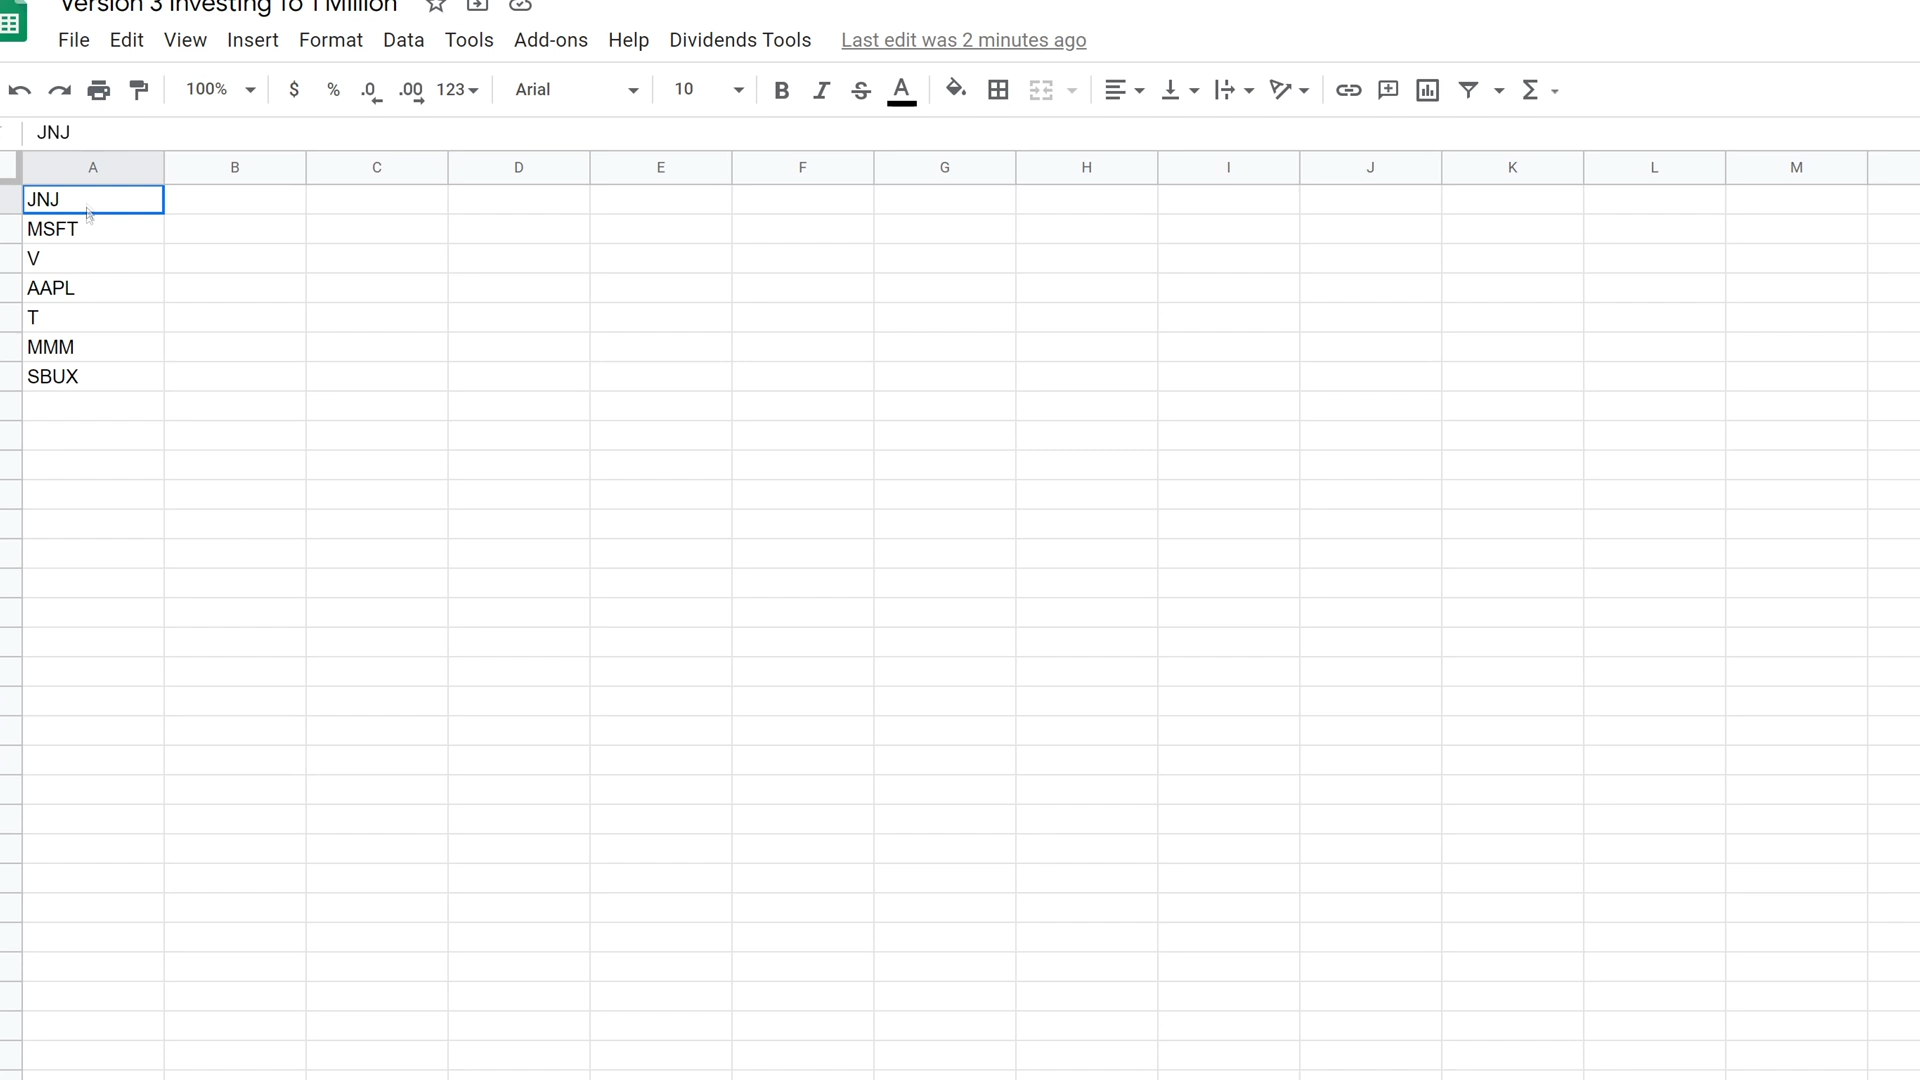 Version 3 Investing To 1 Million
File Edit View Insert Format Data Tools Add-ons Help Dividends Tools Last edit was 2 minutes ago
100% $ % .0 .00 123 Arial 10 B I S A Σ
JNJ
A B C D E F G H I J K L M
JNJ
MSFT
V
AAPL
T
MMM
SBUX